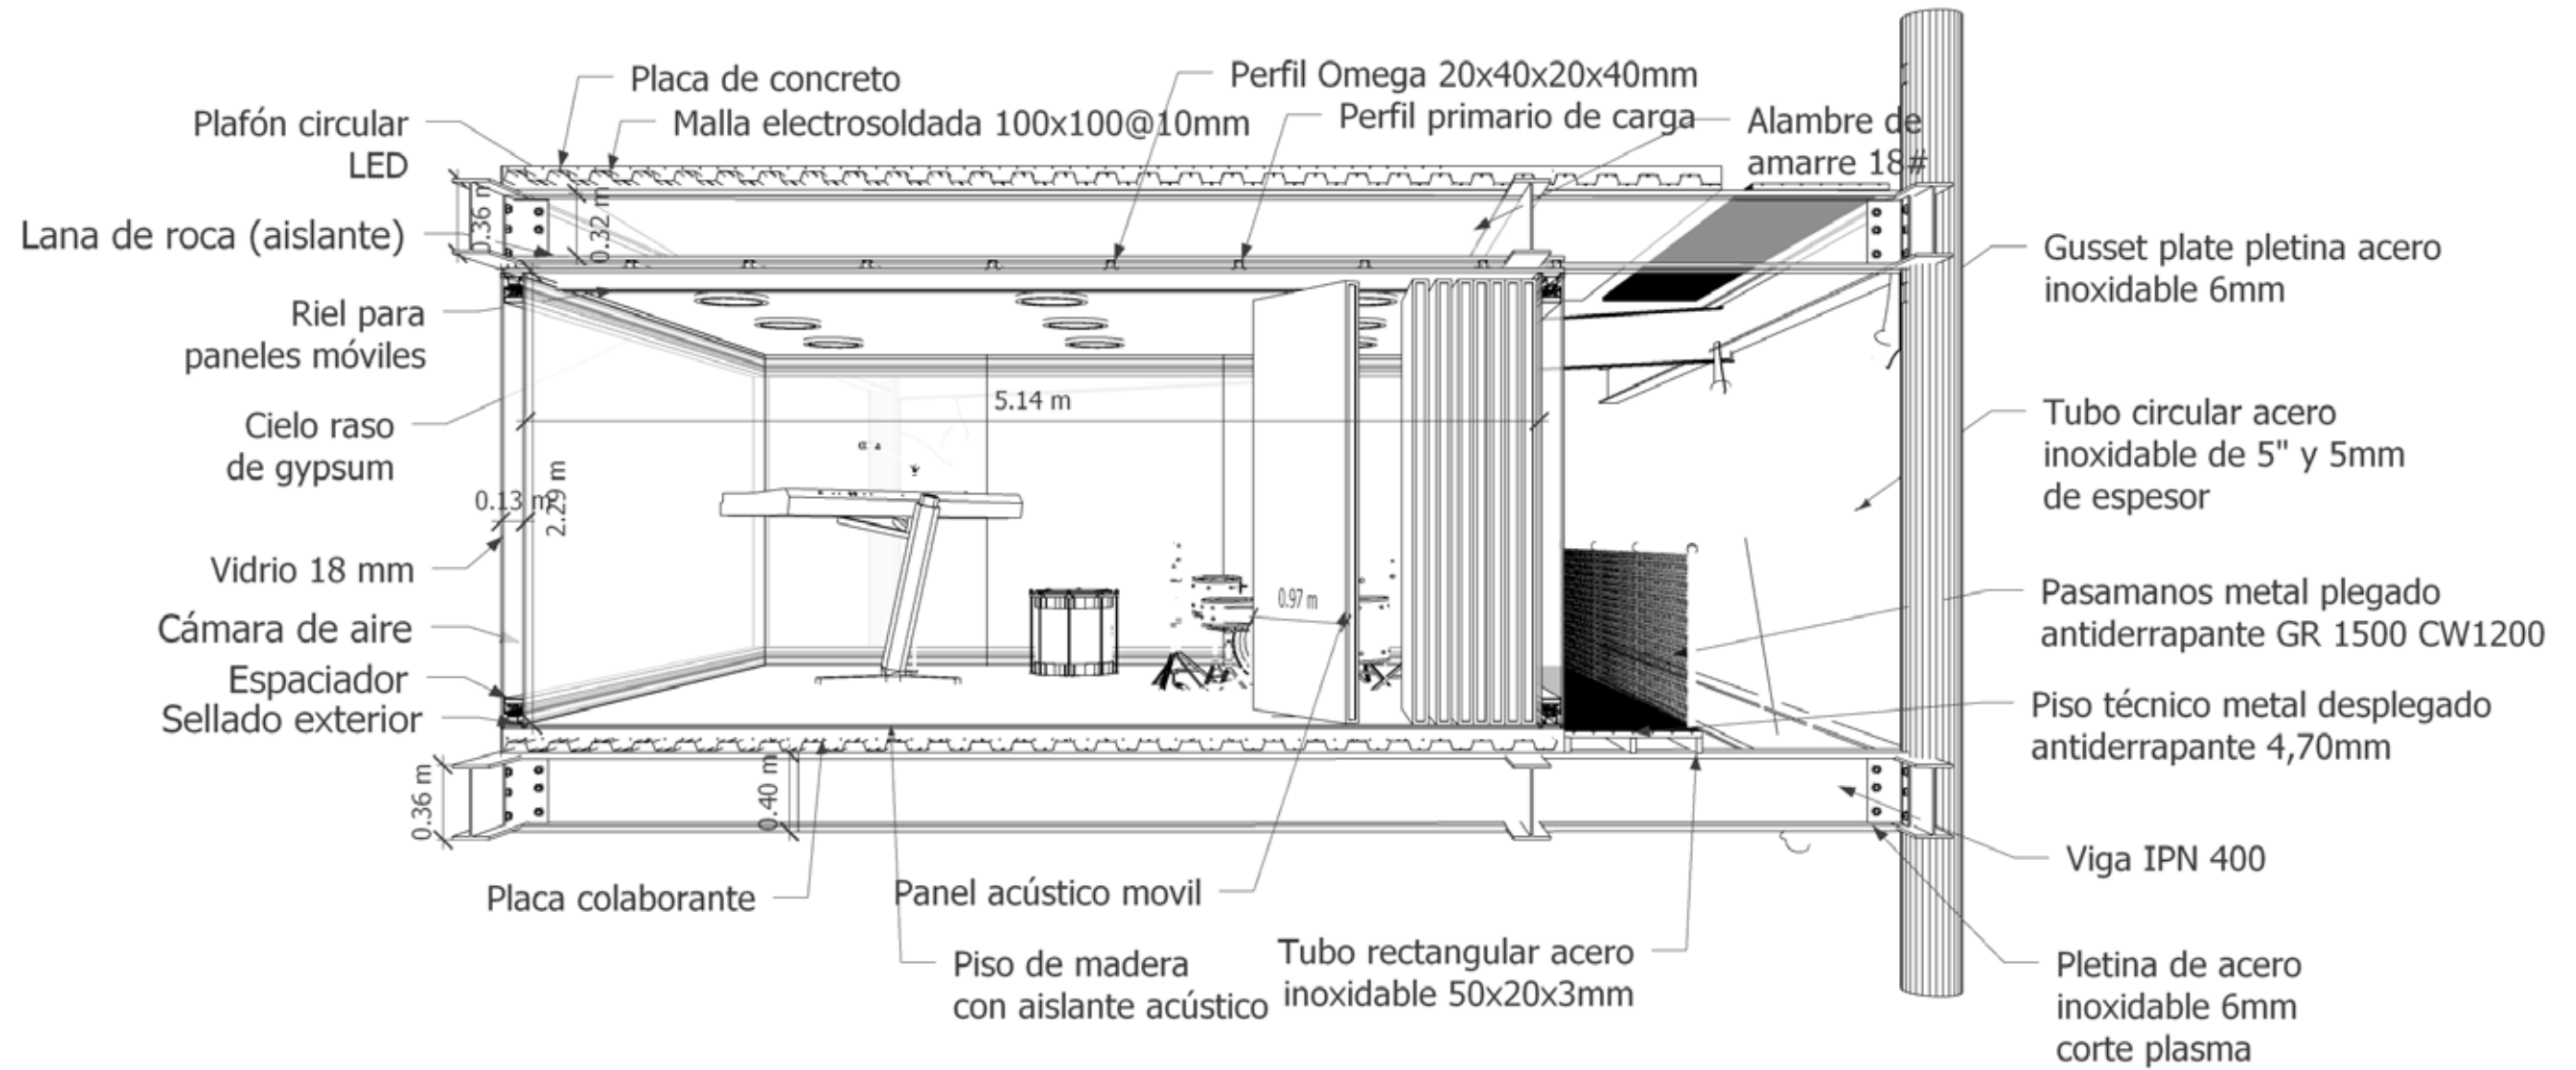 Placa de concreto
Perfil Omega 20x40x20x40mm
Plafón circular
LED
Malla electrosoldada 100x100@10mm
Perfil primario de carga
Alambre de
amarre 18#
0.36 m
0.32 m
Lana de roca (aislante)
Gusset plate pletina acero
inoxidable 6mm
Riel para
paneles móviles
5.14 m
Cielo raso
de gypsum
Tubo circular acero
inoxidable de 5" y 5mm
de espesor
0.13 m
2.29 m
Vidrio 18 mm
0.97 m
Pasamanos metal plegado
antiderrapante GR 1500 CW1200
Cámara de aire
Espaciador
Sellado exterior
Piso técnico metal desplegado
antiderrapante 4,70mm
0.36 m
0.40 m
Viga IPN 400
Placa colaborante
Panel acústico movil
Piso de madera
con aislante acústico
Tubo rectangular acero
inoxidable 50x20x3mm
Pletina de acero
inoxidable 6mm
corte plasma